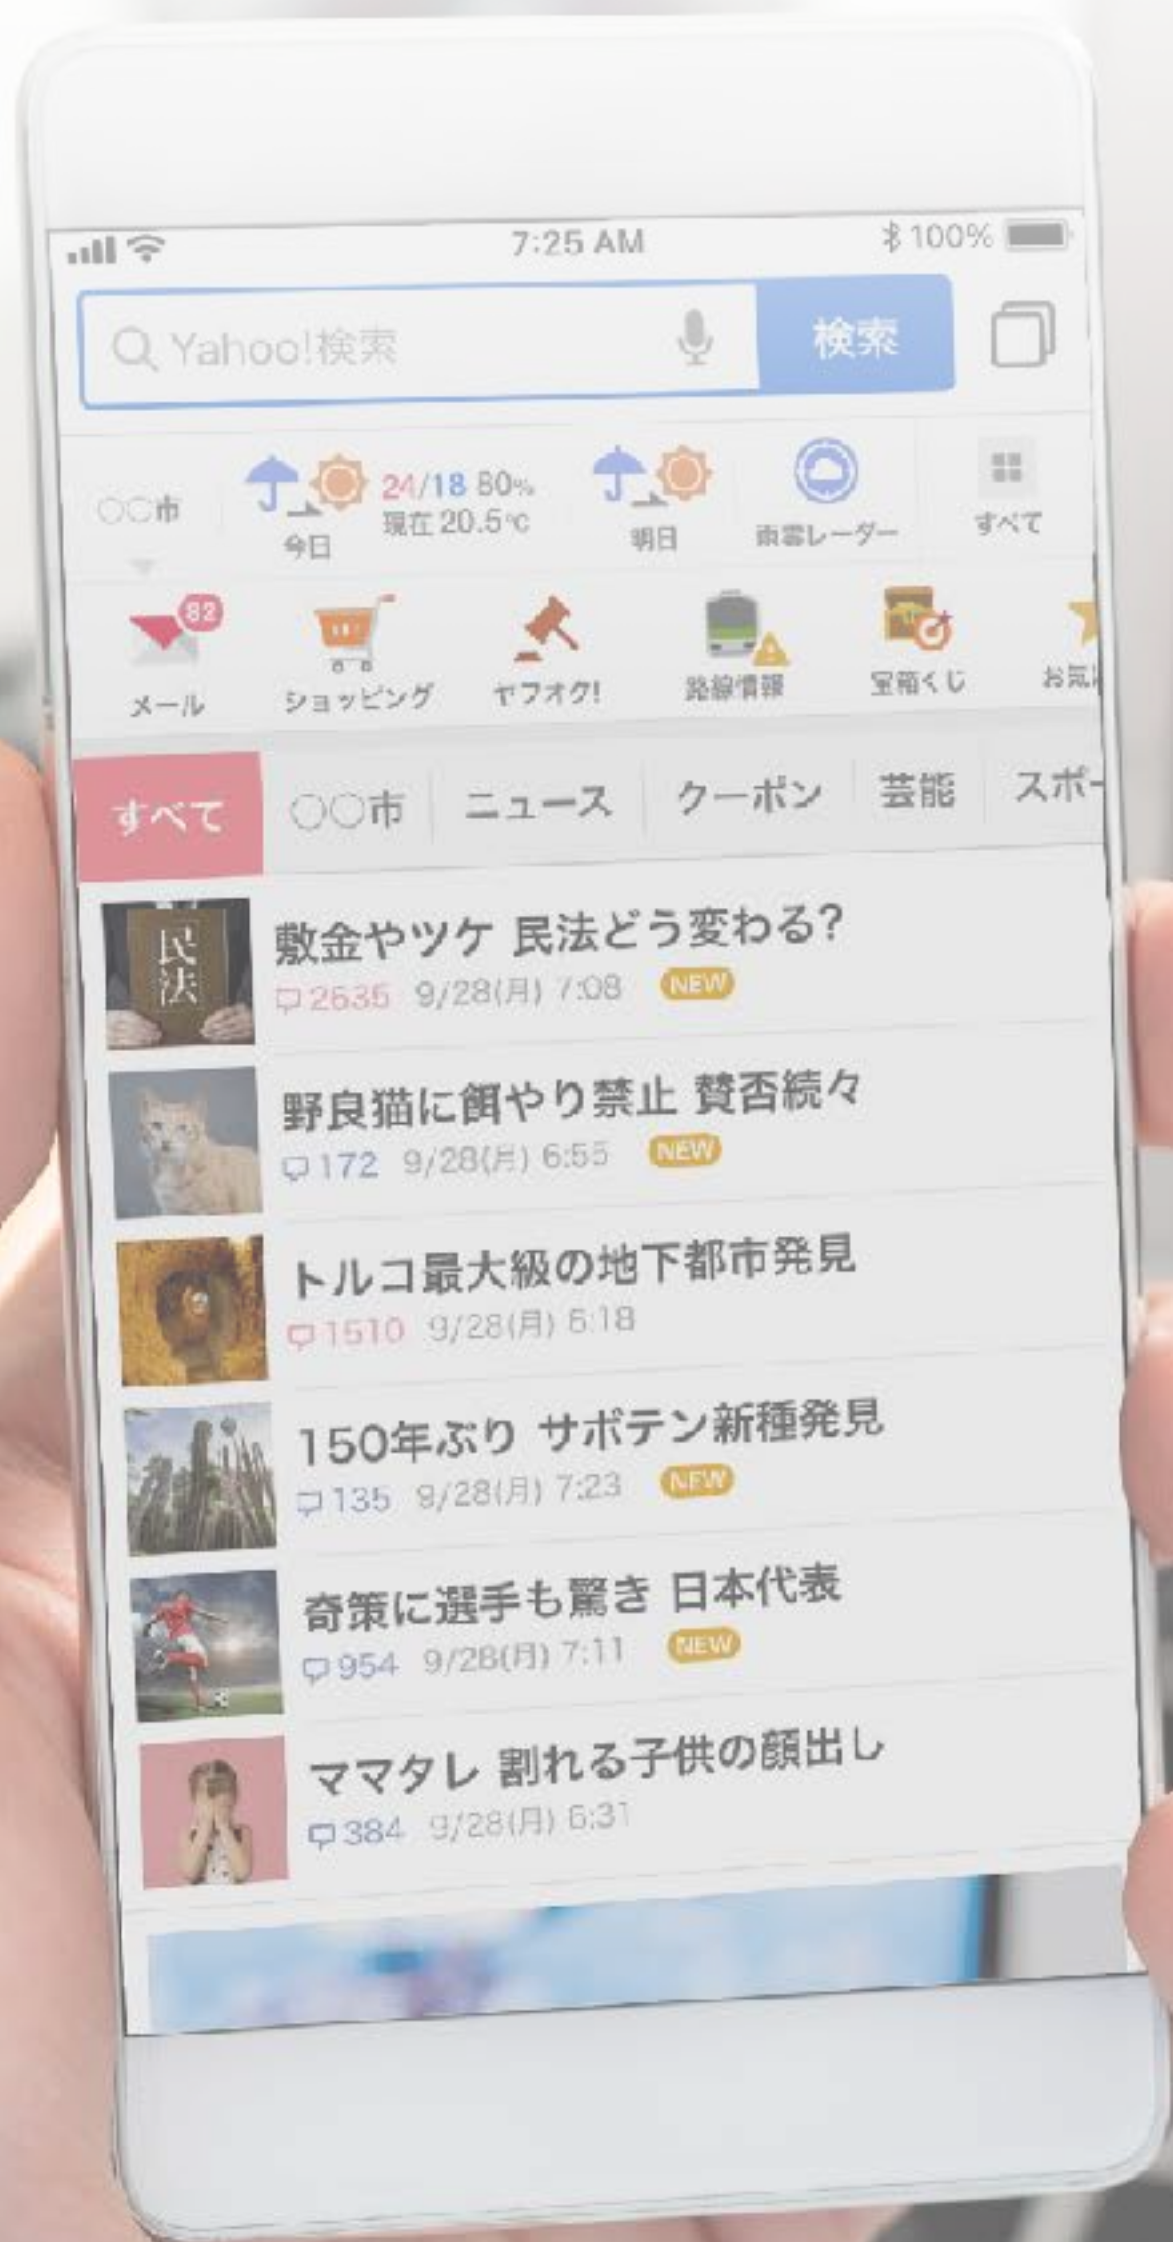 7:25 AM
100%
Yahoo!検索
検索
○○市
今日
24/18 80%
現在 20.5℃
明日
雨雲レーダー
すべて
82
メール
ショッピング
ヤフオク!
路線情報
宝箱くじ
お気
すべて
○○市
ニュース
クーポン
芸能
スポー
民法
敷金やツケ 民法どう変わる?
2635 9/28(月) 7:08 NEW
野良猫に餌やり禁止 賛否続々
172 9/28(月) 6:55 NEW
トルコ最大級の地下都市発見
1510 9/28(月) 6:18
150年ぶり サボテン新種発見
135 9/28(月) 7:23 NEW
奇策に選手も驚き 日本代表
954 9/28(月) 7:11 NEW
ママタレ 割れる子供の顔出し
384 9/28(月) 6:31